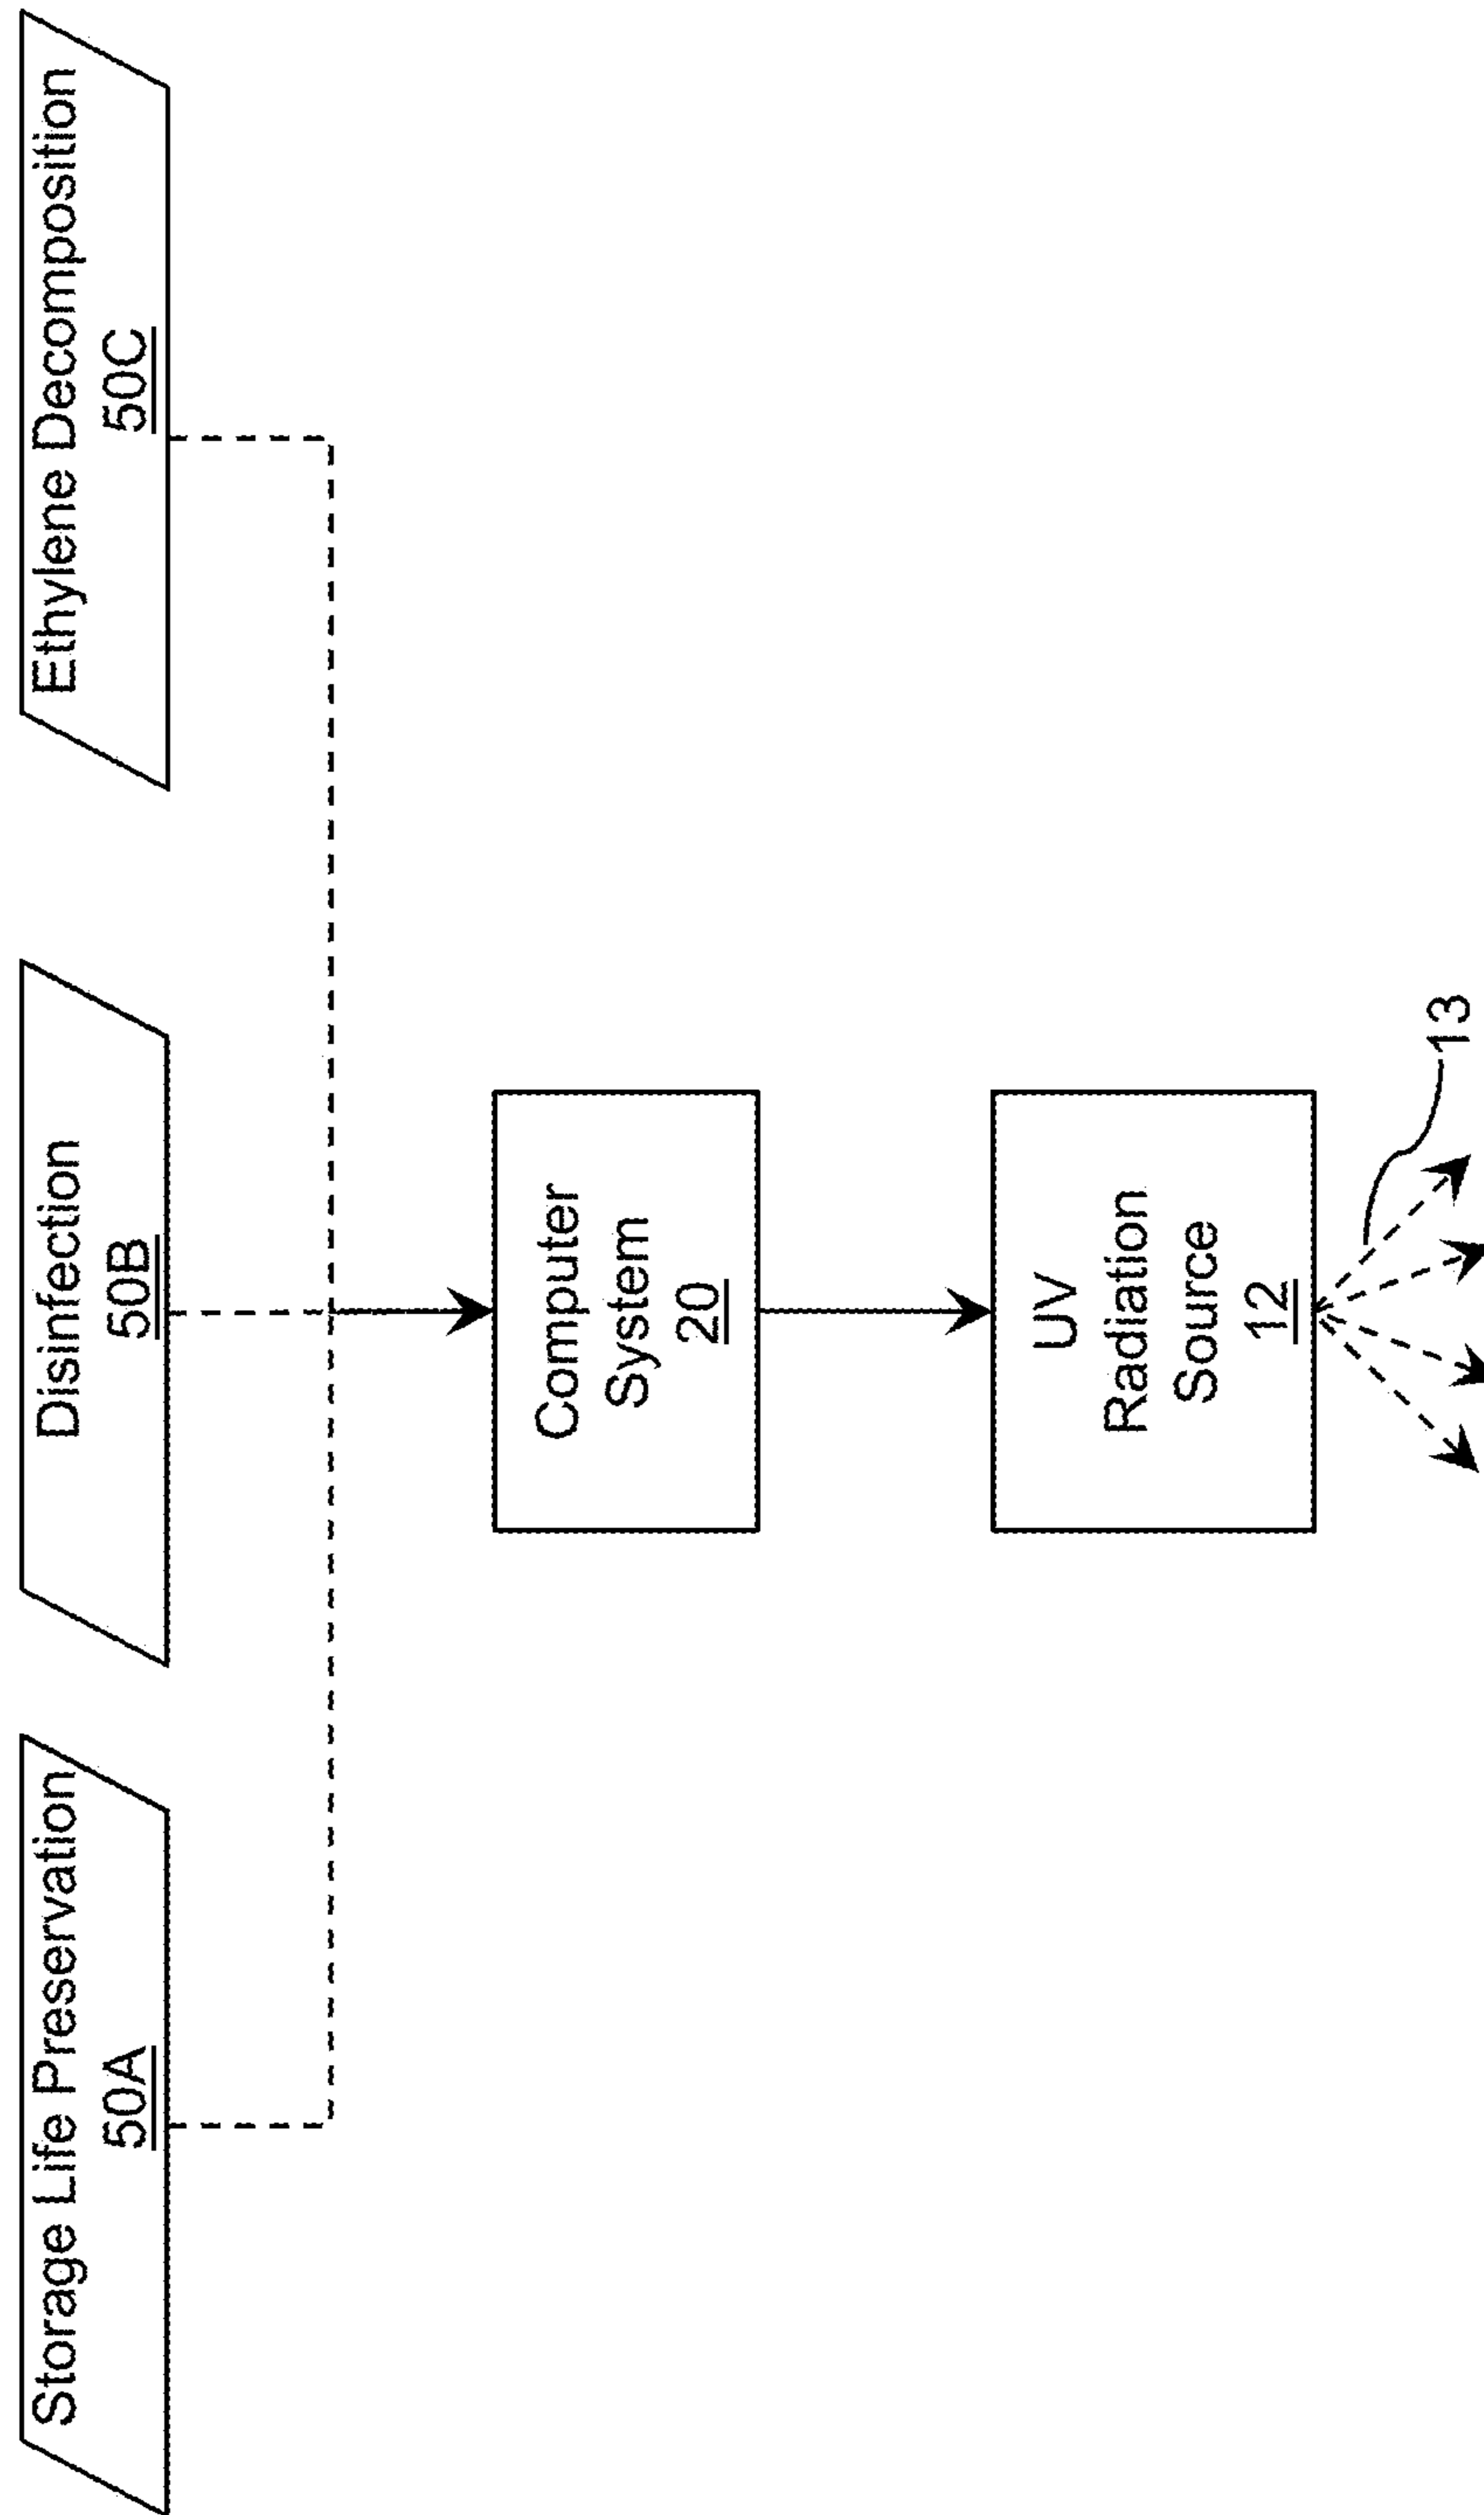 Storage Life Preservation
50A
Disinfection
50B
Ethylene Decomposition
50C
Computer
System
20
UV
Radiation
Source
12
13